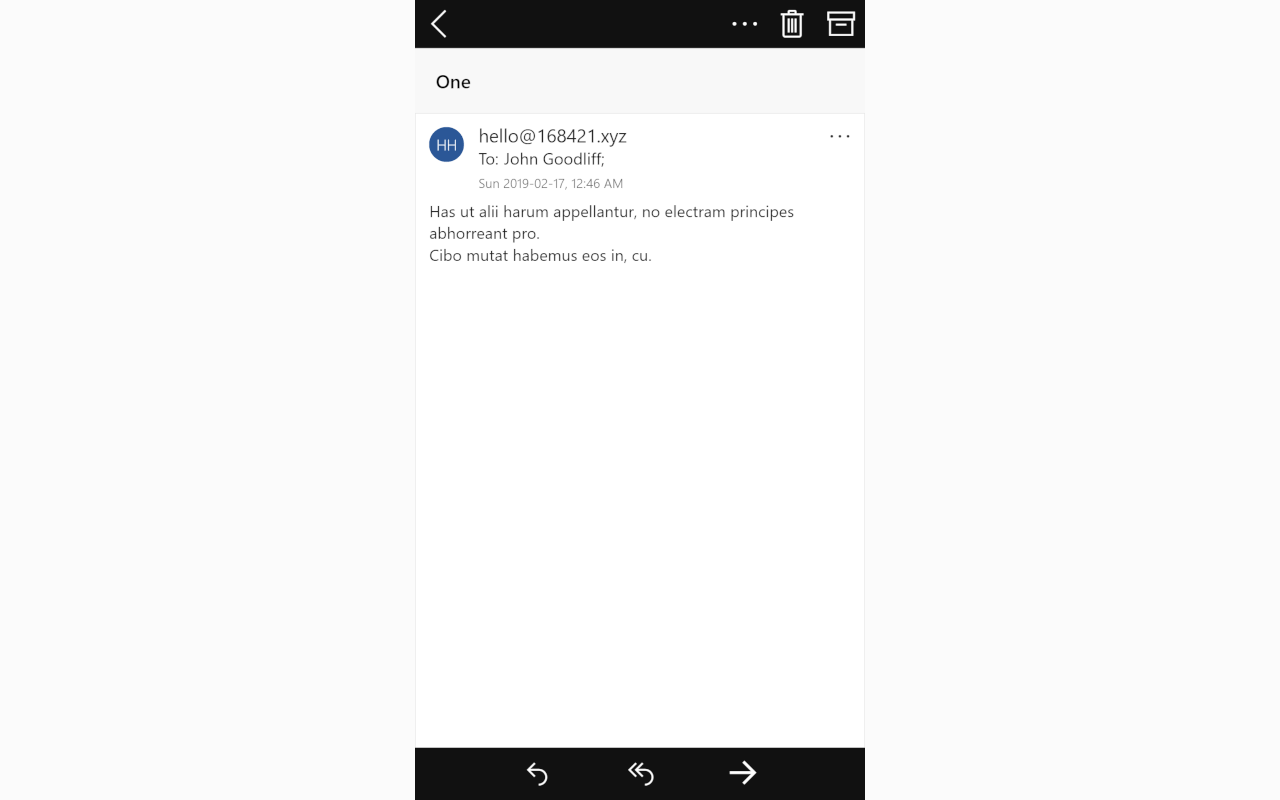 One
HH
hello@168421.xyz
To: John Goodliff;
Sun 2019-02-17, 12:46 AM
Has ut alii harum appellantur, no electram principes
abhorreant pro.
Cibo mutat habemus eos in, cu.